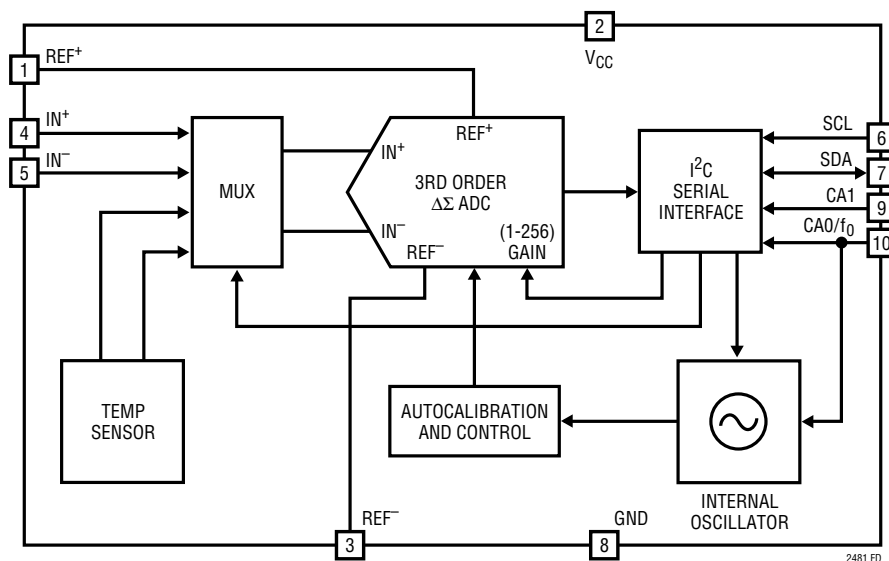 2
VCC
1
REF⁺
4
IN⁺
5
IN⁻
MUX
IN⁺
IN⁻
REF⁺
3RD ORDER
ΔΣ ADC
REF⁻
(1-256)
GAIN
I²C
SERIAL
INTERFACE
SCL
6
SDA
7
CA1
9
CA0/f₀
10
TEMP
SENSOR
AUTOCALIBRATION
AND CONTROL
INTERNAL
OSCILLATOR
REF⁻
3
GND
8
2481 FD